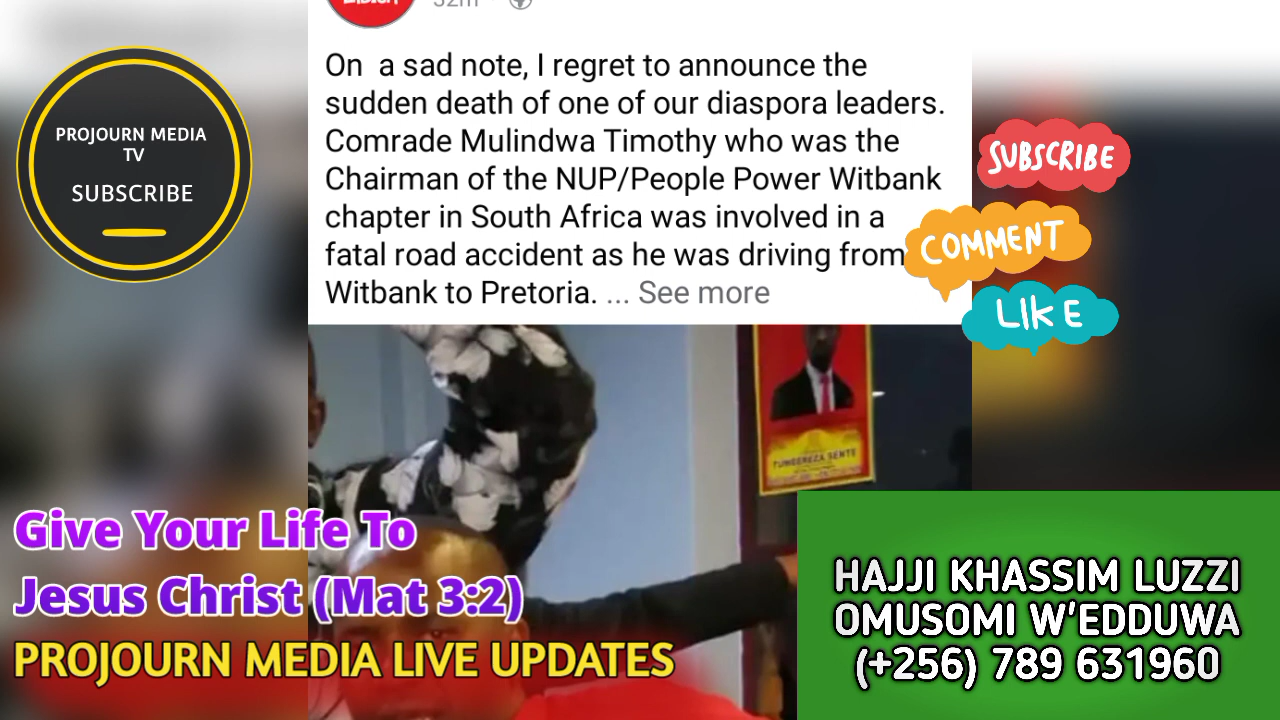 32m
On a sad note, I regret to announce the
sudden death of one of our diaspora leaders.
Comrade Mulindwa Timothy who was the
Chairman of the NUP/People Power Witbank
chapter in South Africa was involved in a
fatal road accident as he was driving from
Witbank to Pretoria. ... See more
PROJOURN MEDIA
TV
SUBSCRIBE
SUBSCRIBE
COMMENT
LIKE
TUNGEREZA SENTE
Give Your Life To
Jesus Christ (Mat 3:2)
PROJOURN MEDIA LIVE UPDATES
HAJJI KHASSIM LUZZI
OMUSOMI W'EDDUWA
(+256) 789 631960